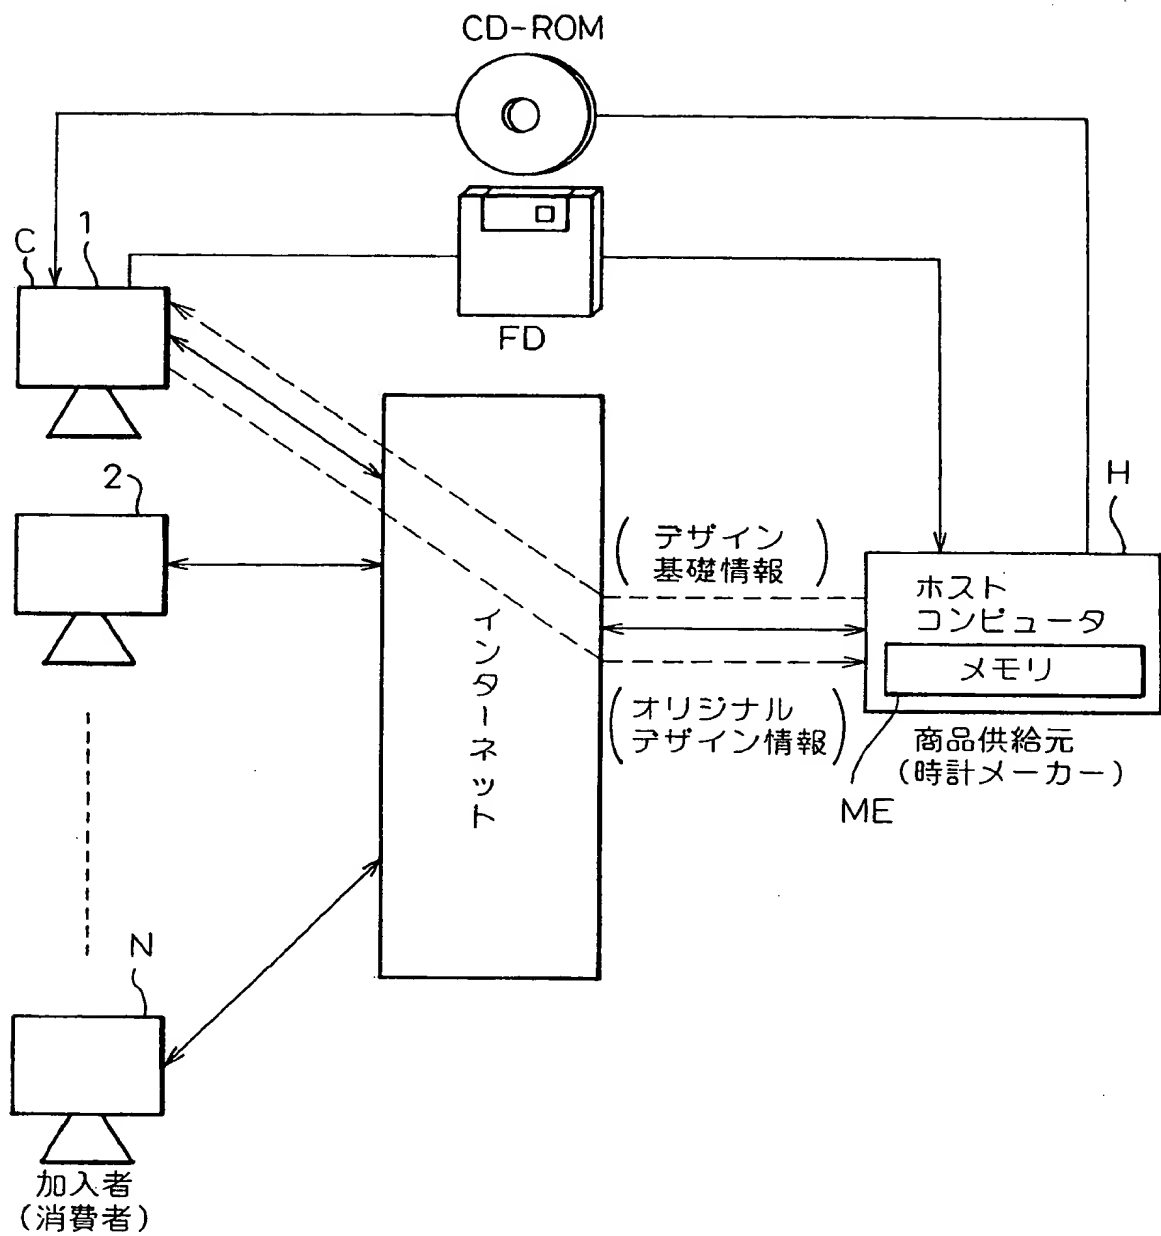 CD-ROM
FD
C
1
2
N
加入者
(消費者)
インターネット
(デザイン
基礎情報)
(オリジナル
デザイン情報)
H
ホスト
コンピュータ
メモリ
商品供給元
(時計メーカー)
ME